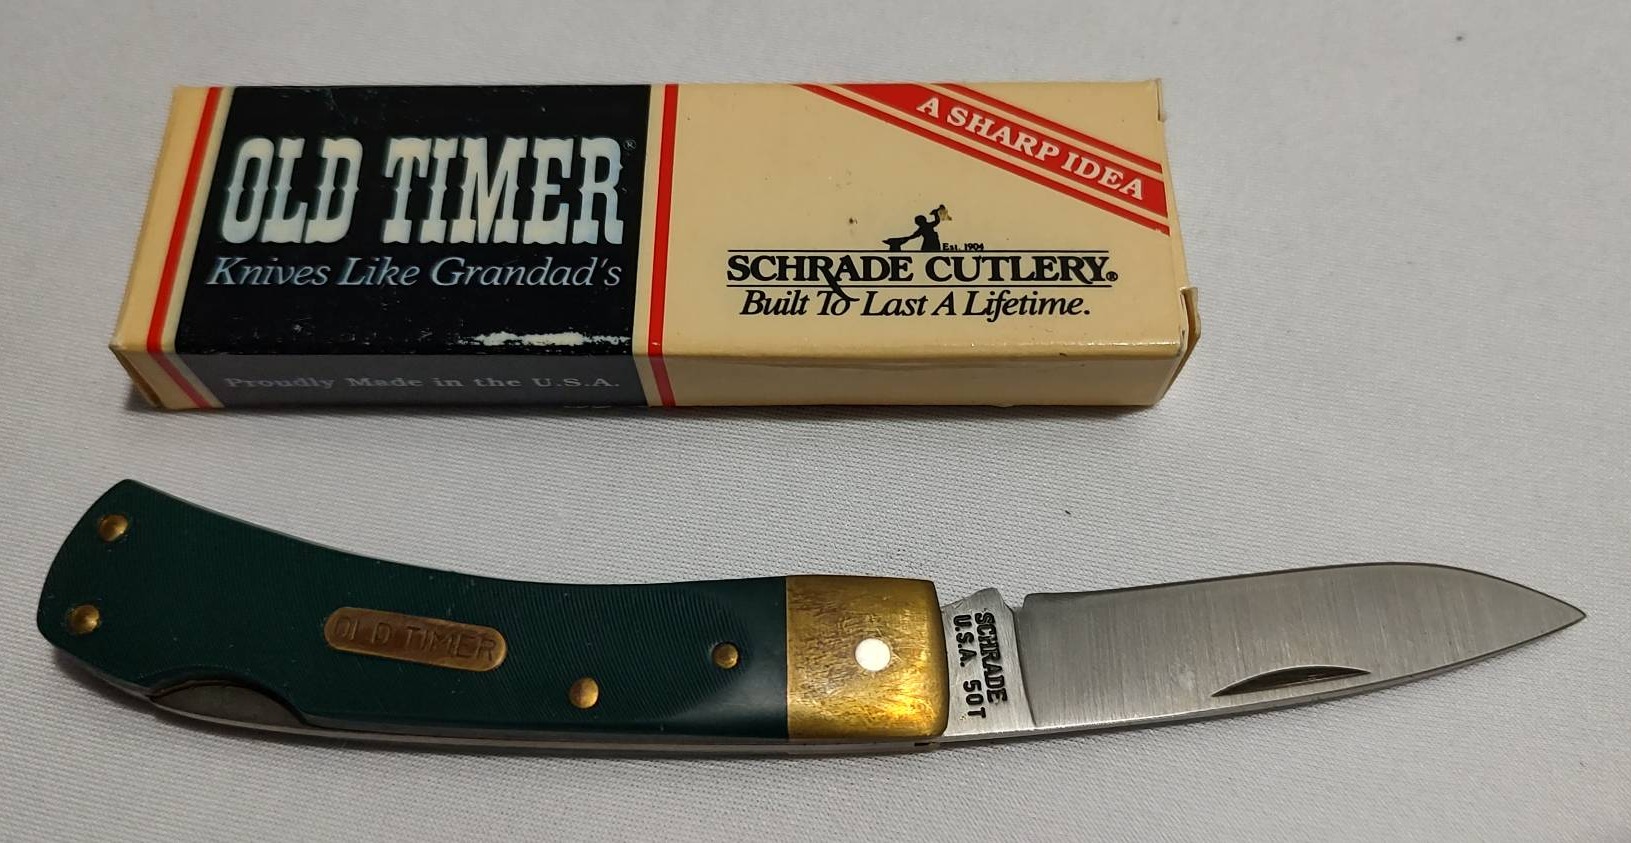 OLD TIMER®
Knives Like Grandad's
Proudly Made in the U.S.A.
A SHARP IDEA
Est. 1904
SCHRADE CUTLERY®
Built To Last A Lifetime.
OLD TIMER
SCHRADE
U.S.A. 50T